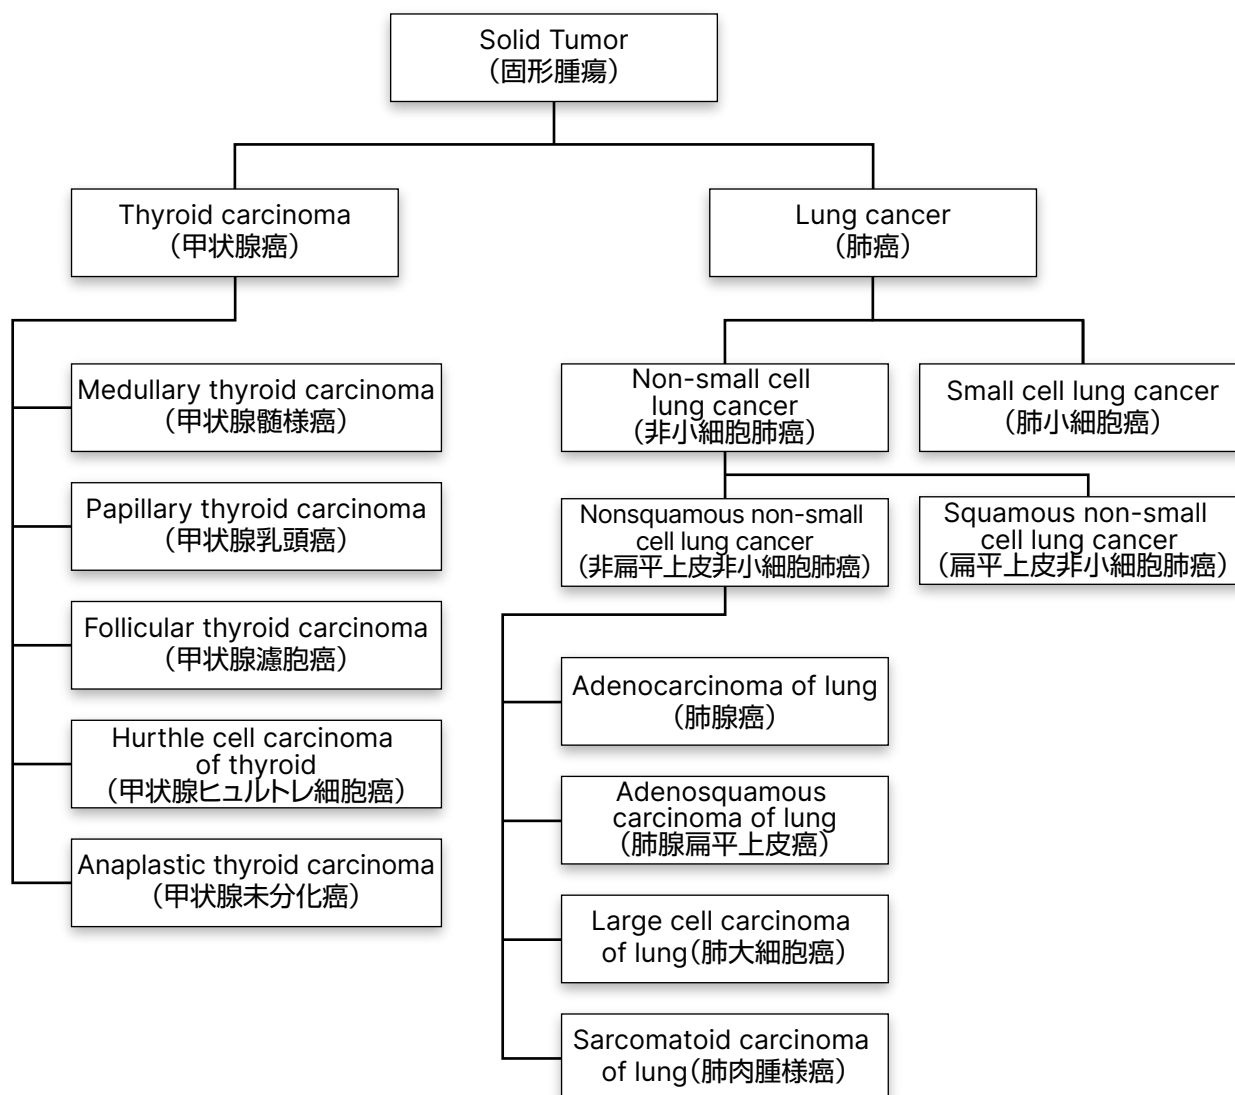 Solid Tumor
（固形腫瘍）
Thyroid carcinoma
（甲状腺癌）
Lung cancer
（肺癌）
Medullary thyroid carcinoma
（甲状腺髄様癌）
Papillary thyroid carcinoma
（甲状腺乳頭癌）
Follicular thyroid carcinoma
（甲状腺濾胞癌）
Hurthle cell carcinoma
of thyroid
（甲状腺ヒュルトレ細胞癌）
Anaplastic thyroid carcinoma
（甲状腺未分化癌）
Non-small cell
lung cancer
（非小細胞肺癌）
Small cell lung cancer
（肺小細胞癌）
Nonsquamous non-small
cell lung cancer
（非扁平上皮非小細胞肺癌）
Squamous non-small
cell lung cancer
（扁平上皮非小細胞肺癌）
Adenocarcinoma of lung
（肺腺癌）
Adenosquamous
carcinoma of lung
（肺腺扁平上皮癌）
Large cell carcinoma
of lung（肺大細胞癌）
Sarcomatoid carcinoma
of lung（肺肉腫様癌）